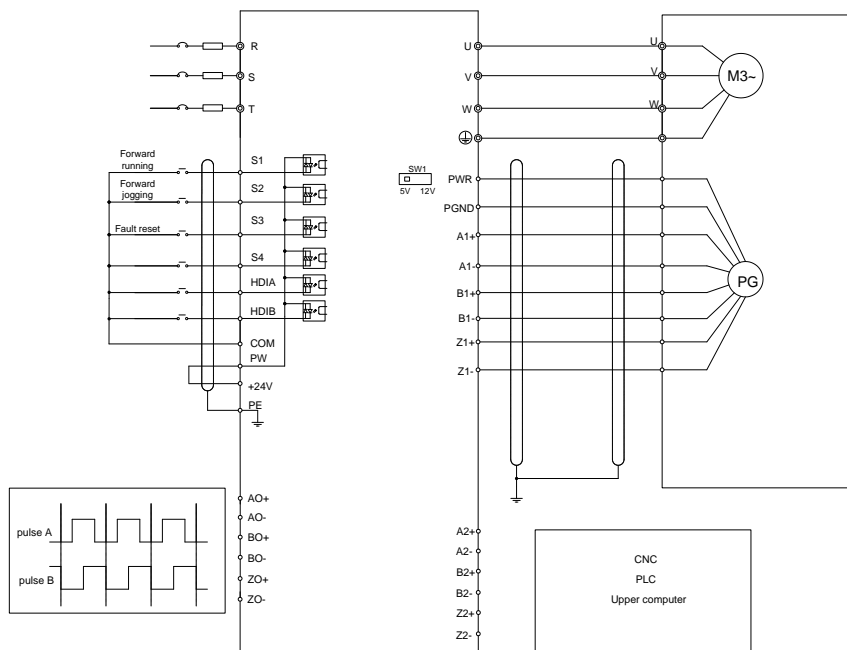 R
S
T
U
V
W
U
V
W
M3~
Forward
running
Forward
jogging
Fault reset
S1
S2
S3
S4
HDIA
HDIB
COM
PW
+24V
PE
SW1
5V 12V
PWR
PGND
A1+
A1-
B1+
B1-
Z1+
Z1-
PG
pulse A
pulse B
AO+
AO-
BO+
BO-
ZO+
ZO-
A2+
A2-
B2+
B2-
Z2+
Z2-
CNC
PLC
Upper computer